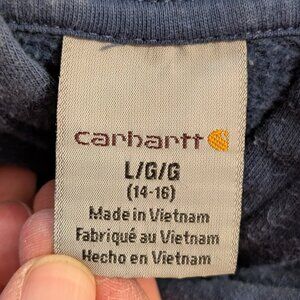 carhartt
L/G/G
(14-16)
Made in Vietnam
Fabriqué au Vietnam
Hecho en Vietnam